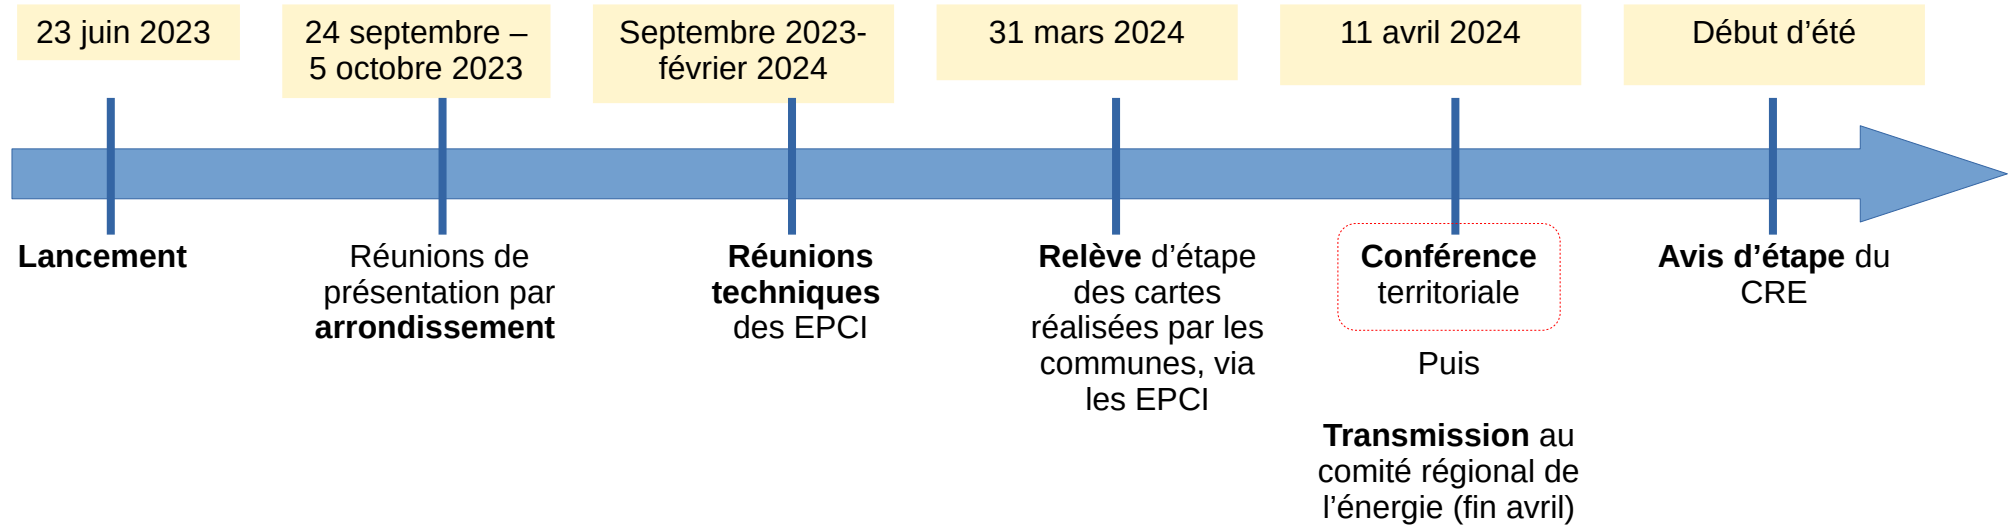 23 juin 2023
24 septembre –
5 octobre 2023
Septembre 2023-
février 2024
31 mars 2024
11 avril 2024
Début d’été
Lancement
Réunions de
présentation par
arrondissement
Réunions
techniques
des EPCI
Relève d’étape
des cartes
réalisées par les
communes, via
les EPCI
Conférence
territoriale
Puis
Transmission au
comité régional de
l’énergie (fin avril)
Avis d’étape du
CRE